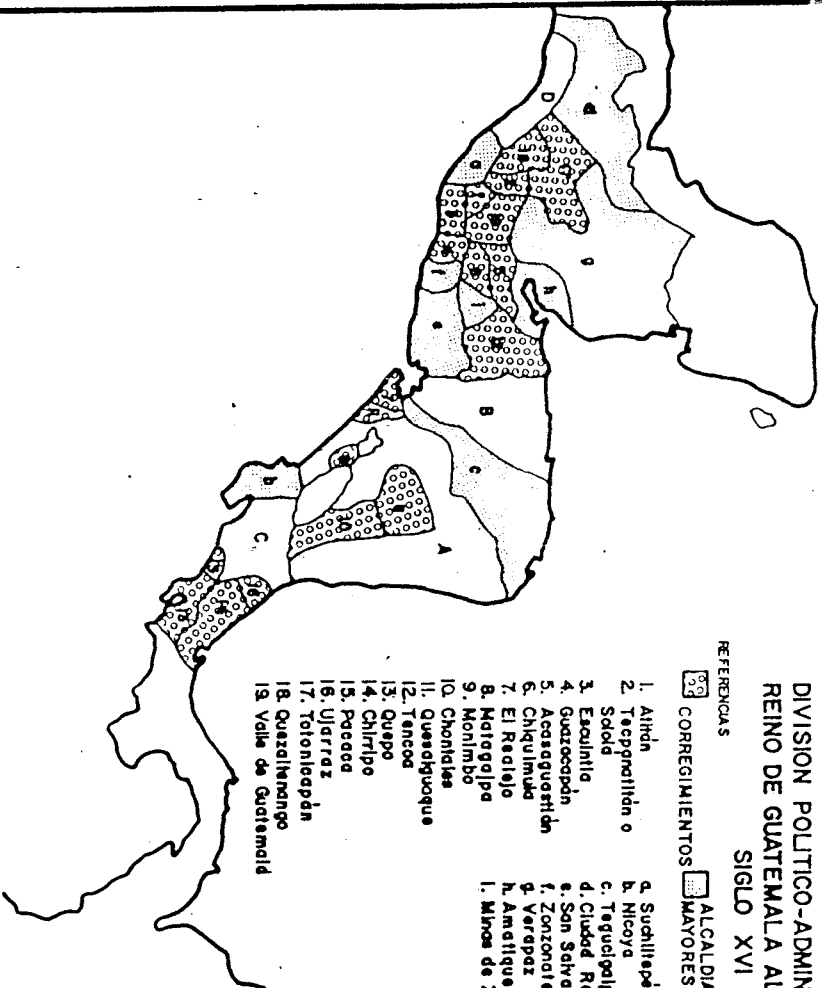 DIVISION POLITICO-ADMIN
REINO DE GUATEMALA AL
SIGLO XVI
REFERENCIAS
CORREGIMIENTOS
ALCALDIA
MAYORES
1. Atitán
2. Tecpanatitán o
Sololá
3. Escuintla
4. Guazacapán
5. Acasaguastlán
6. Chiquimula
7. El Realejo
8. Matagalpa
9. Monimbo
10. Chontales
11. Quesalguaque
12. Tencoa
13. Quepo
14. Chirripo
15. Pacaca
16. Ujarraz
17. Totonicapán
18. Quezaltenango
19. Valle de Guatemala
a. Suchiltepé
b. Nicoya
c. Tegucigalp
d. Ciudad Re
e. San Salva
f. Zonzonate
g. Verapaz
h. Amatique
i. Minas de
D
d
a
g
h
f
i
e
B
c
A
b
C
10